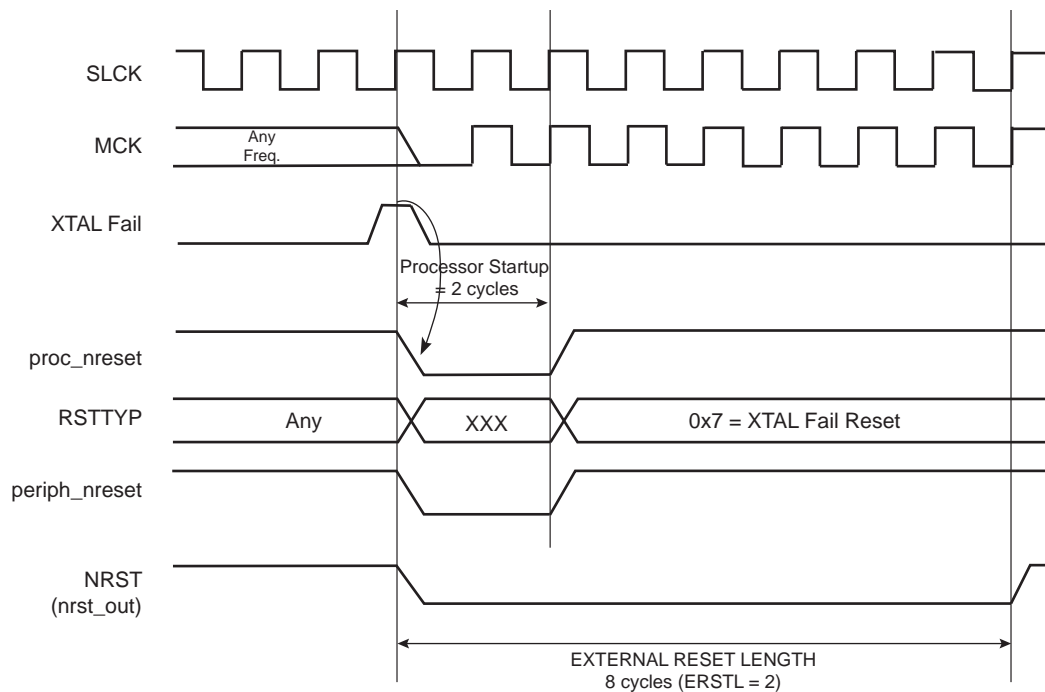 SLCK
MCK
Any
Freq.
XTAL Fail
Processor Startup
= 2 cycles
proc_nreset
RSTTYP
Any
XXX
0x7 = XTAL Fail Reset
periph_nreset
NRST
(nrst_out)
EXTERNAL RESET LENGTH
8 cycles (ERSTL = 2)